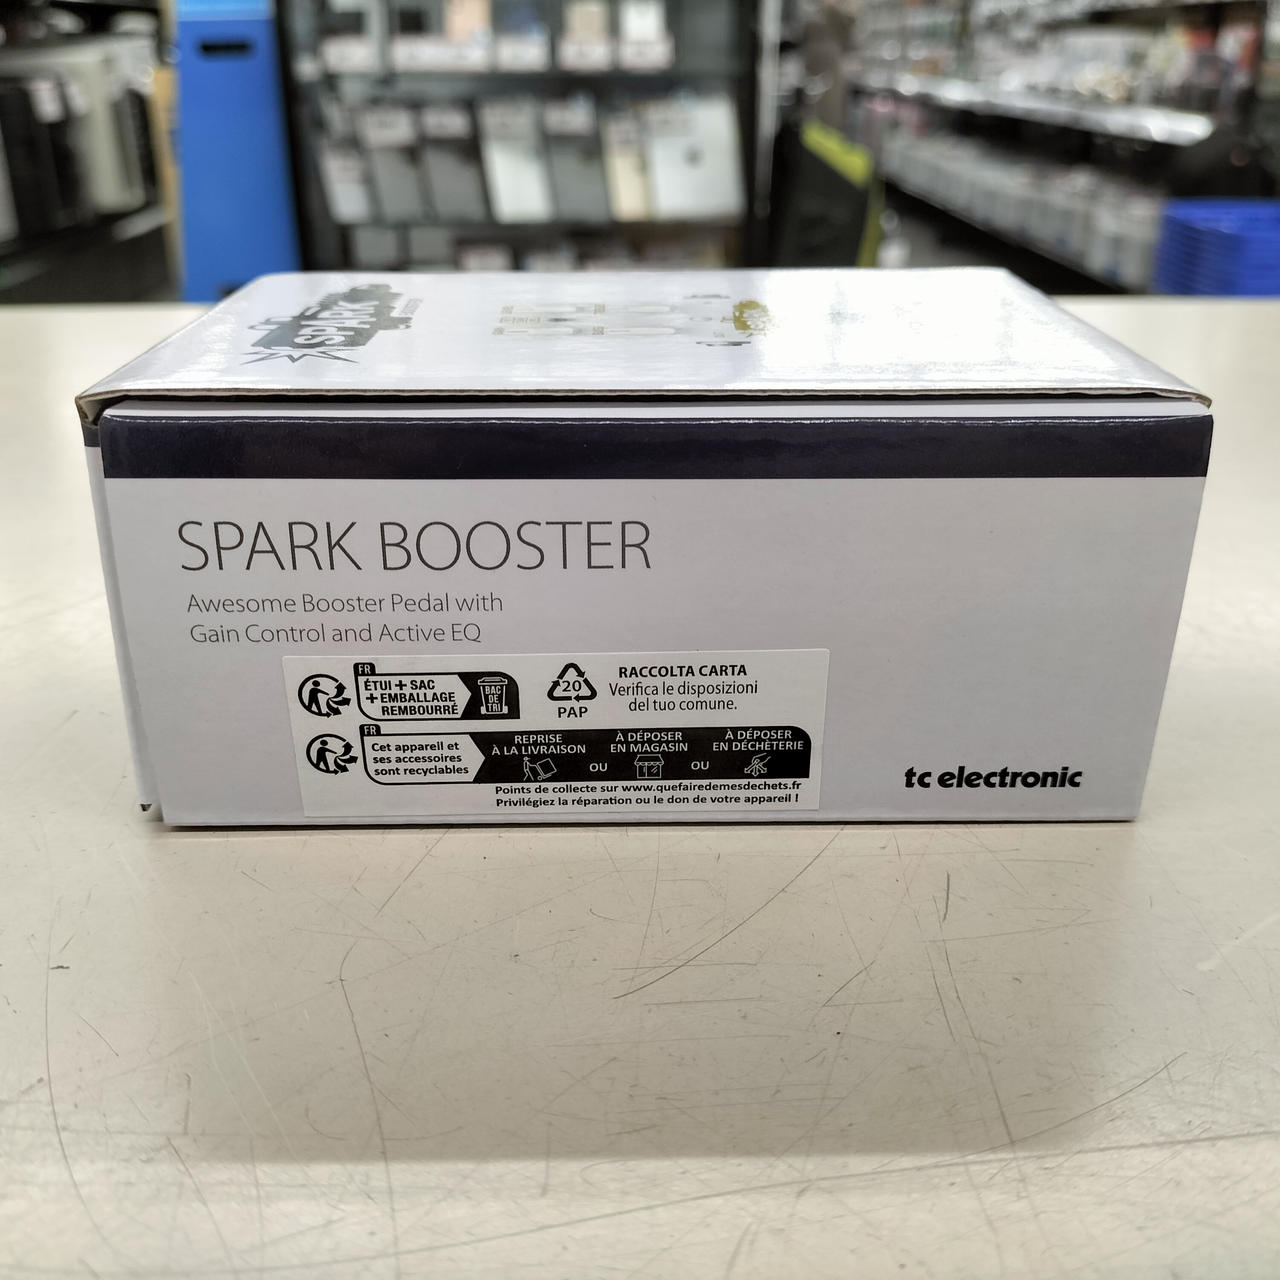 SPARK
SPARK BOOSTER
Awesome Booster Pedal with
Gain Control and Active EQ
FR
ÉTUI + SAC
+ EMBALLAGE
REMBOURRÉ
BAC
DE
TRI
20
PAP
RACCOLTA CARTA
Verifica le disposizioni
del tuo comune.
FR
Cet appareil et
ses accessoires
sont recyclables
REPRISE
À LA LIVRAISON
OU
À DÉPOSER
EN MAGASIN
OU
À DÉPOSER
EN DÉCHÈTERIE
Points de collecte sur www.quefairedemesdechets.fr
Privilégiez la réparation ou le don de votre appareil !
tc electronic